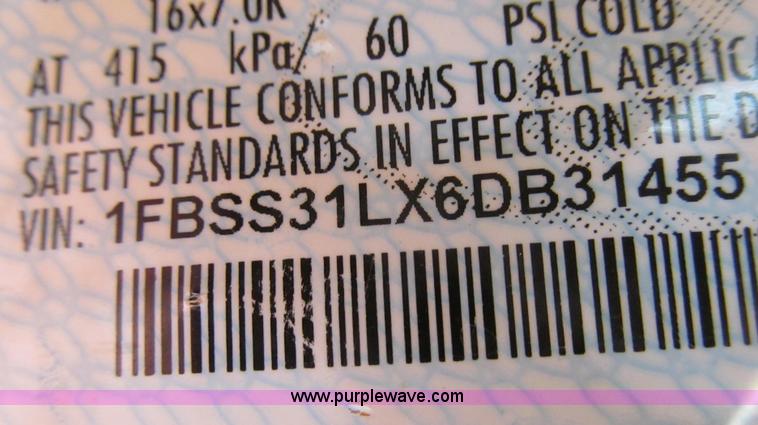 16x7.0K
AT 415 kPa/ 60 PSI COLD
THIS VEHICLE CONFORMS TO ALL
SAFETY STANDARDS IN EFFECT ON THE
VIN: 1FBSS31LX6DB31455
www.purplewave.com